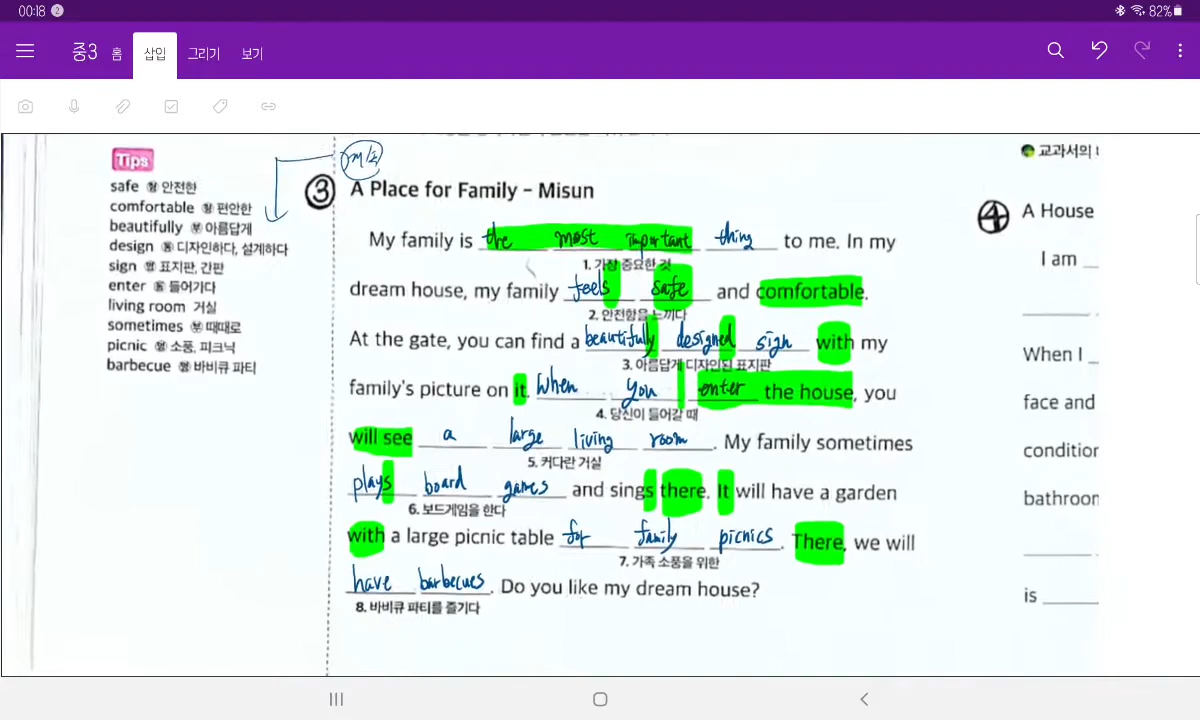 00:18 2 82%
중3 홈 삽입 그리기 보기
Tips
safe 형 안전한
comfortable 형 편안한
beautifully 부 아름답게
design 동 디자인하다, 설계하다
sign 명 표지판, 간판
enter 동 들어가다
living room 거실
sometimes 부 때때로
picnic 명 소풍, 피크닉
barbecue 명 바비큐 파티
③ A Place for Family – Misun
My family is the most important thing to me. In my
1. 가장 중요한 것
dream house, my family feels safe and comfortable.
2. 안전함을 느끼다
At the gate, you can find a beautifully designed sign with my
3. 아름답게 디자인된 표지판
family's picture on it. When you enter the house, you
4. 당신이 들어갈 때
will see a large living room. My family sometimes
5. 커다란 거실
plays board games and sings there. It will have a garden
6. 보드게임을 한다
with a large picnic table for family picnics. There, we will
7. 가족 소풍을 위한
have barbecues. Do you like my dream house?
8. 바비큐 파티를 즐기다
교과서의
④ A House
I am
When I
face and
condition
bathroom
is